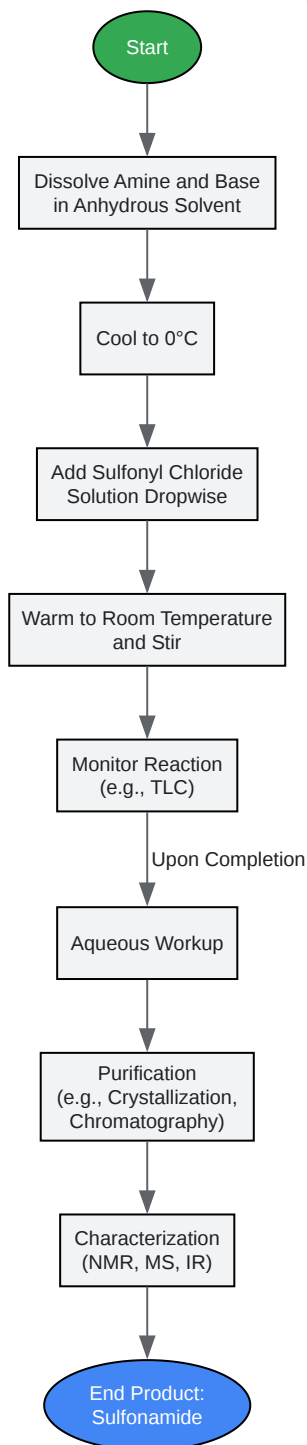 Start
Dissolve Amine and Base
in Anhydrous Solvent
Cool to 0°C
Add Sulfonyl Chloride
Solution Dropwise
Warm to Room Temperature
and Stir
Monitor Reaction
(e.g., TLC)
Upon Completion
Aqueous Workup
Purification
(e.g., Crystallization,
Chromatography)
Characterization
(NMR, MS, IR)
End Product:
Sulfonamide